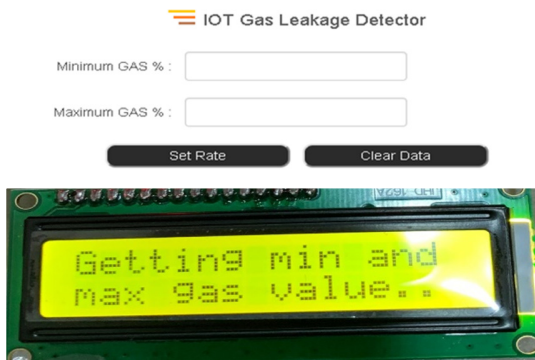 IOT Gas Leakage Detector
Minimum GAS % :
Maximum GAS % :
Set Rate Clear Data
Getting min and
max gas value..